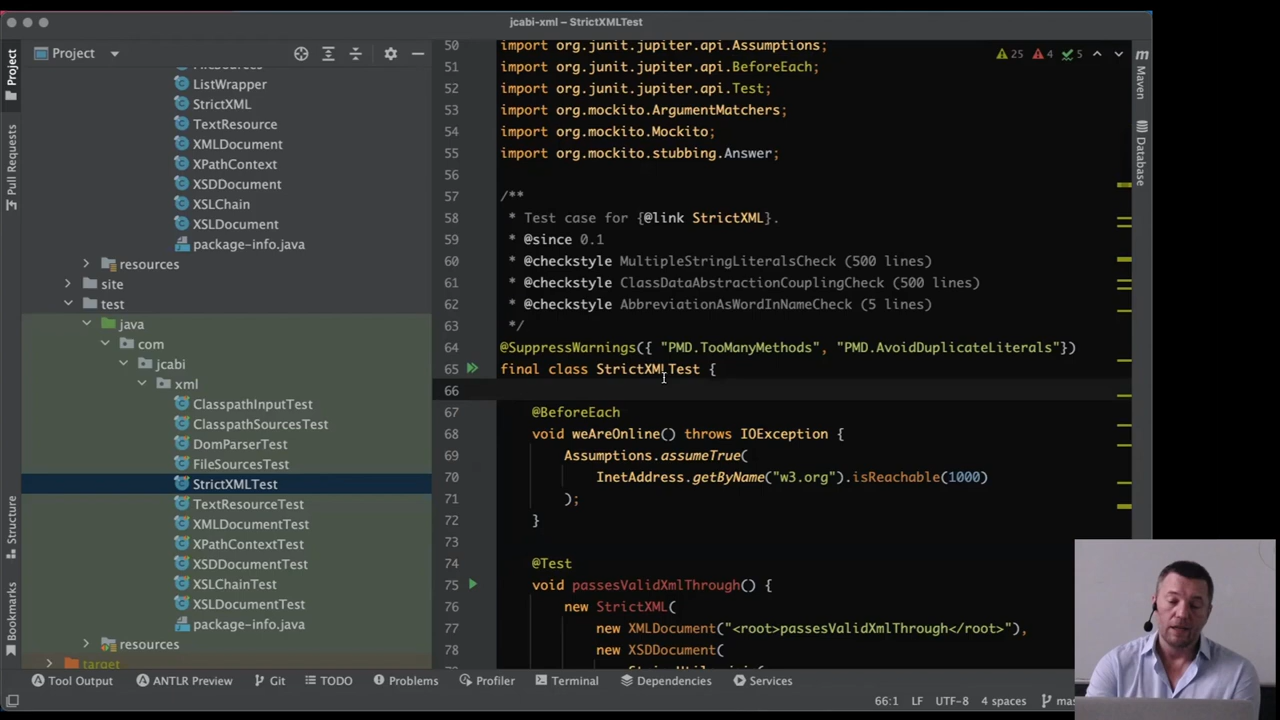 jcabi-xml – StrictXMLTest
Project
Project
Pull Requests
Structure
Bookmarks
ListWrapper
StrictXML
TextResource
XMLDocument
XPathContext
XSDDocument
XSLChain
XSLDocument
package-info.java
resources
site
test
java
com
jcabi
xml
ClasspathInputTest
ClasspathSourcesTest
DomParserTest
FileSourcesTest
StrictXMLTest
TextResourceTest
XMLDocumentTest
XPathContextTest
XSDDocumentTest
XSLChainTest
XSLDocumentTest
package-info.java
resources
target
50 import org.junit.jupiter.api.Assumptions;
51 import org.junit.jupiter.api.BeforeEach;
52 import org.junit.jupiter.api.Test;
53 import org.mockito.ArgumentMatchers;
54 import org.mockito.Mockito;
55 import org.mockito.stubbing.Answer;
56
57 /**
58 * Test case for {@link StrictXML}.
59 * @since 0.1
60 * @checkstyle MultipleStringLiteralsCheck (500 lines)
61 * @checkstyle ClassDataAbstractionCouplingCheck (500 lines)
62 * @checkstyle AbbreviationAsWordInNameCheck (5 lines)
63 */
64 @SuppressWarnings({ "PMD.TooManyMethods", "PMD.AvoidDuplicateLiterals"})
65 final class StrictXMLTest {
66
67 @BeforeEach
68 void weAreOnline() throws IOException {
69 Assumptions.assumeTrue(
70 InetAddress.getByName("w3.org").isReachable(1000)
71 );
72 }
73
74 @Test
75 void passesValidXmlThrough() {
76 new StrictXML(
77 new XMLDocument("<root>passesValidXmlThrough</root>"),
78 new XSDDocument(
25 4 5
Maven
Database
Tool Output ANTLR Preview Git TODO Problems Profiler Terminal Dependencies Services
66:1 LF UTF-8 4 spaces